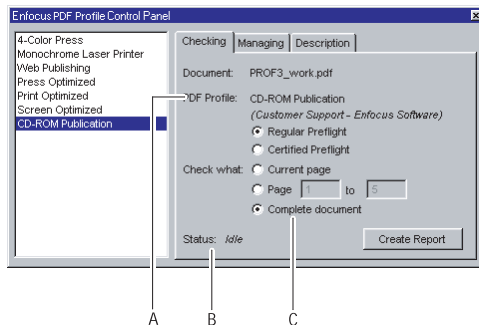 Enfocus PDF Profile Control Panel
4-Color Press
Monochrome Laser Printer
Web Publishing
Press Optimized
Print Optimized
Screen Optimized
CD-ROM Publication
Checking Managing Description
Document: PROF3_work.pdf
PDF Profile: CD-ROM Publication
(Customer Support - Enfocus Software)
Regular Preflight
Certified Preflight
Check what: Current page
Page 1 to 5
Complete document
Status: Idle
Create Report
A B C